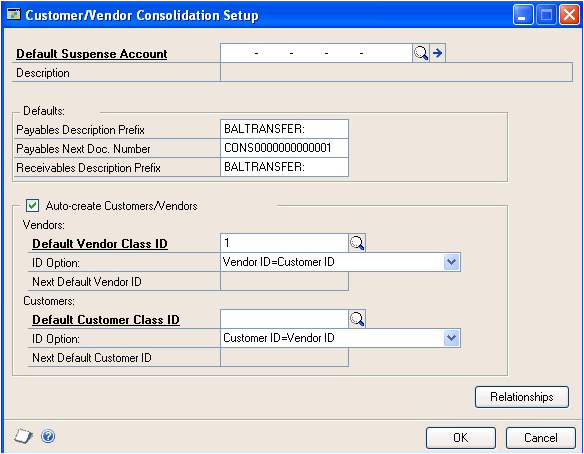 Customer/Vendor Consolidation Setup
Default Suspense Account - - - -
Description
Defaults:
Payables Description Prefix BALTRANSFER:
Payables Next Doc. Number CONS0000000000001
Receivables Description Prefix BALTRANSFER:
Auto-create Customers/Vendors
Vendors:
Default Vendor Class ID 1
ID Option: Vendor ID=Customer ID
Next Default Vendor ID
Customers:
Default Customer Class ID
ID Option: Customer ID=Vendor ID
Next Default Customer ID
Relationships
OK Cancel